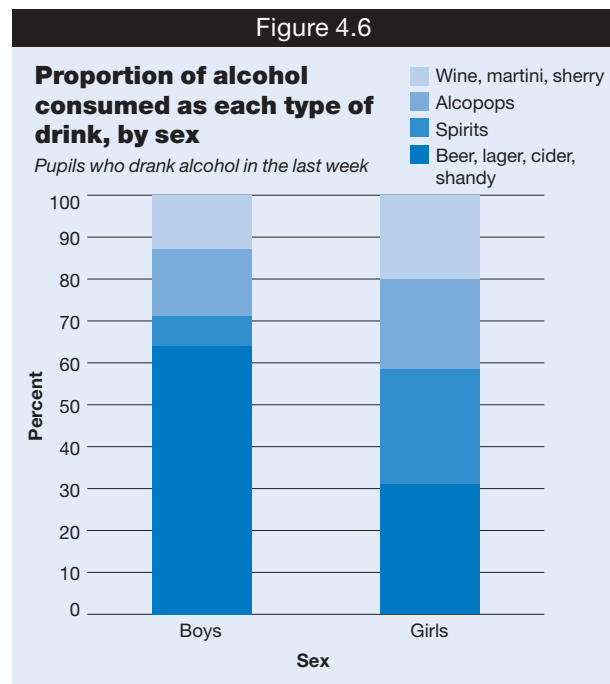 Figure 4.6
Proportion of alcohol
consumed as each type of
drink, by sex
Pupils who drank alcohol in the last week
Wine, martini, sherry
Alcopops
Spirits
Beer, lager, cider,
shandy
100
90
80
70
60
50
40
30
20
10
0
Percent
Boys
Girls
Sex